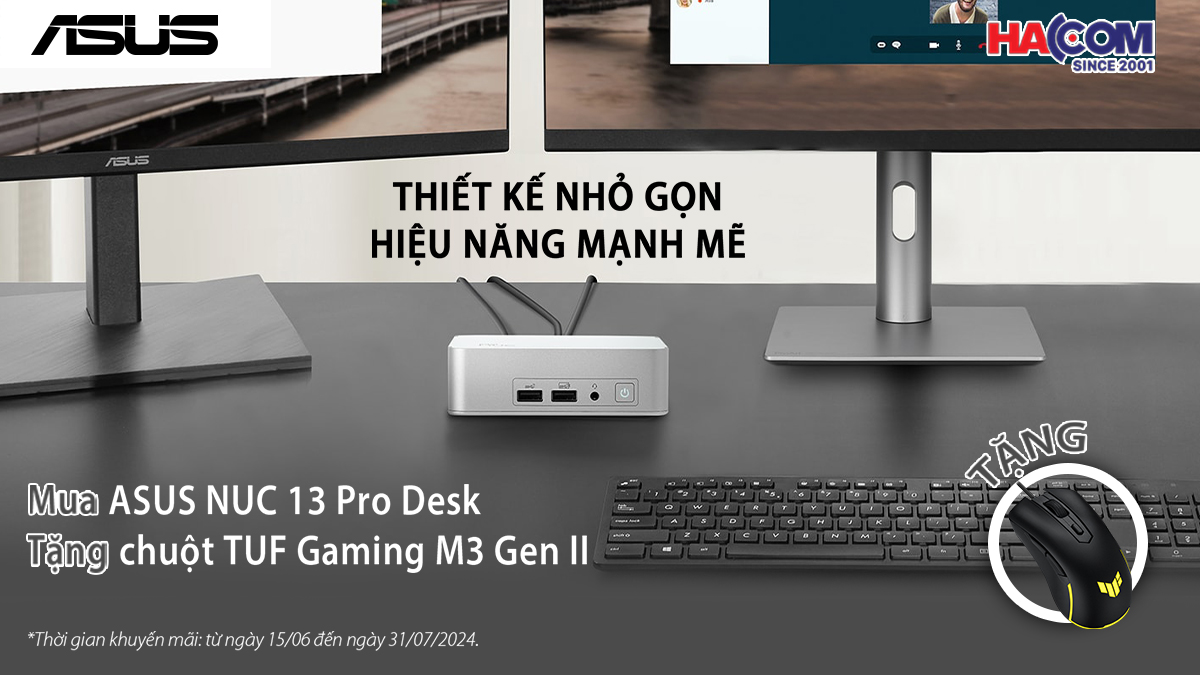 ASUS
HACOM
SINCE 2001
ASUS
THIẾT KẾ NHỎ GỌN
HIỆU NĂNG MẠNH MẼ
TẶNG
Mua ASUS NUC 13 Pro Desk
Tặng chuột TUF Gaming M3 Gen II
*Thời gian khuyến mãi: từ ngày 15/06 đến ngày 31/07/2024.